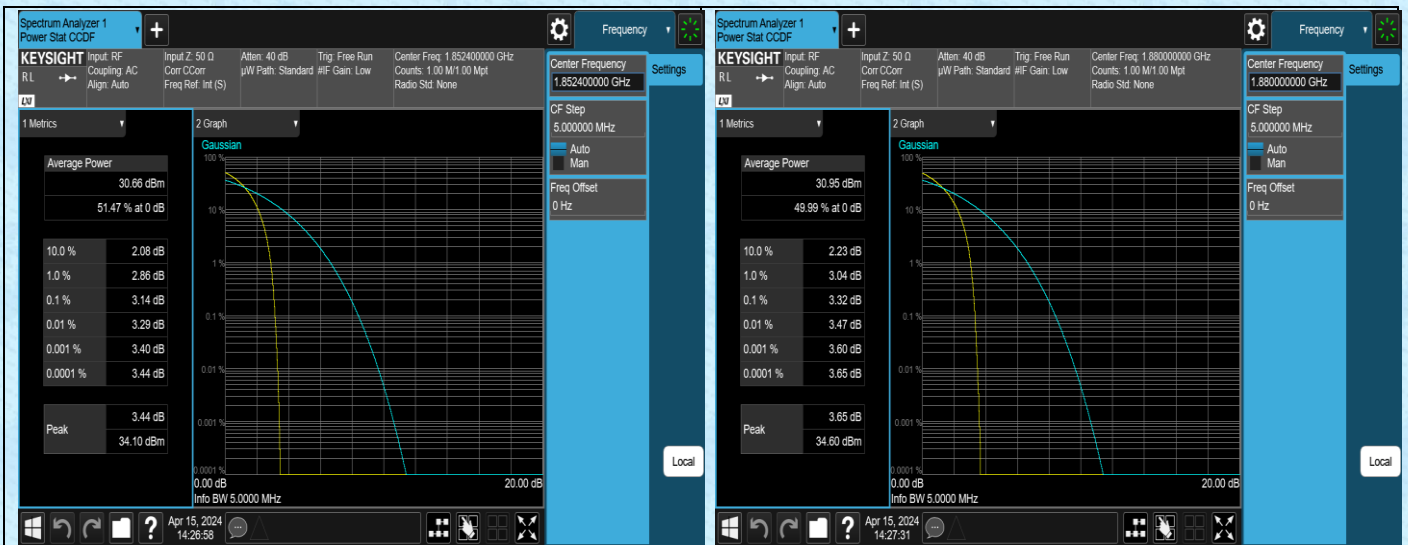 Spectrum Analyzer 1
Power Stat CCDF
Frequency
KEYSIGHT
R L
LXI
Input: RF
Coupling: AC
Align: Auto
Input Z: 50 Ω
Corr CCorr
Freq Ref: Int (S)
Atten: 40 dB
µW Path: Standard
Trig: Free Run
#IF Gain: Low
Center Freq: 1.852400000 GHz
Counts: 1.00 M/1.00 Mpt
Radio Std: None
Center Frequency
1.852400000 GHz
Settings
CF Step
5.000000 MHz
Auto
Man
Freq Offset
0 Hz
1 Metrics
Average Power
30.66 dBm
51.47 % at 0 dB
10.0 % 2.08 dB
1.0 % 2.86 dB
0.1 % 3.14 dB
0.01 % 3.29 dB
0.001 % 3.40 dB
0.0001 % 3.44 dB
Peak
3.44 dB
34.10 dBm
2 Graph
Gaussian
100 %
10 %
1 %
0.1 %
0.01 %
0.001 %
0.0001 %
0.00 dB 20.00 dB
Info BW 5.0000 MHz
Local
?
Apr 15, 2024
14:26:58
Spectrum Analyzer 1
Power Stat CCDF
Frequency
KEYSIGHT
R L
LXI
Input: RF
Coupling: AC
Align: Auto
Input Z: 50 Ω
Corr CCorr
Freq Ref: Int (S)
Atten: 40 dB
µW Path: Standard
Trig: Free Run
#IF Gain: Low
Center Freq: 1.880000000 GHz
Counts: 1.00 M/1.00 Mpt
Radio Std: None
Center Frequency
1.880000000 GHz
Settings
CF Step
5.000000 MHz
Auto
Man
Freq Offset
0 Hz
1 Metrics
Average Power
30.95 dBm
49.99 % at 0 dB
10.0 % 2.23 dB
1.0 % 3.04 dB
0.1 % 3.32 dB
0.01 % 3.47 dB
0.001 % 3.60 dB
0.0001 % 3.65 dB
Peak
3.65 dB
34.60 dBm
2 Graph
Gaussian
100 %
10 %
1 %
0.1 %
0.01 %
0.001 %
0.0001 %
0.00 dB 20.00 dB
Info BW 5.0000 MHz
Local
?
Apr 15, 2024
14:27:31